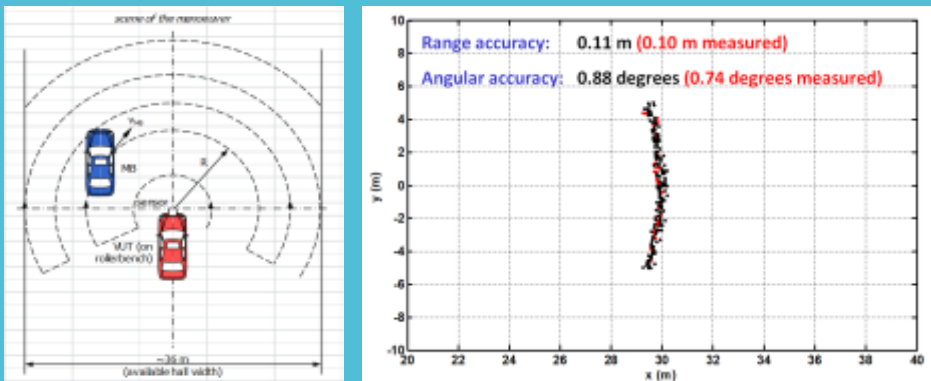 scene of the manoeuver
MB
R
sensor
VUT (on
rollerbench)
~36 m
(available hall width)
Range accuracy: 0.11 m (0.10 m measured)
Angular accuracy: 0.88 degrees (0.74 degrees measured)
10
8
6
4
2
0
-2
-4
-6
-8
-10
y (m)
20 22 24 26 28 30 32 34 36 38 40
x (m)